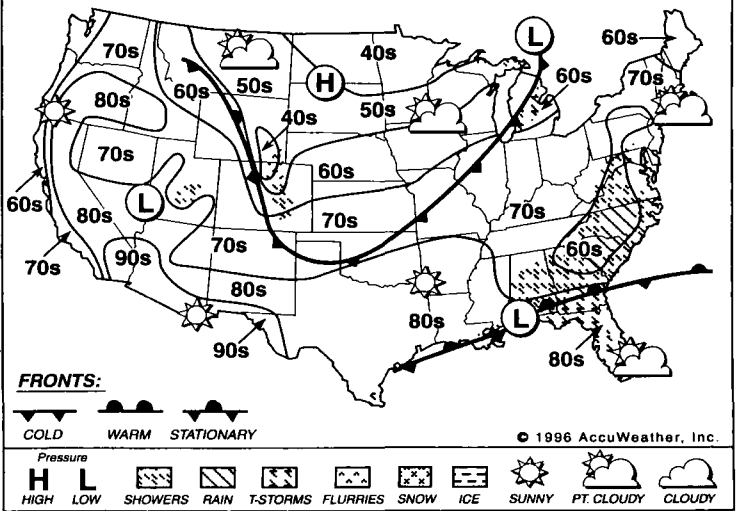 L
70s
40s
60s
H
80s
60s
50s
50s
60s
70s
40s
70s
60s
60s
L
80s
70s
70s
70s
60s
70s
90s
80s
L
80s
90s
80s
FRONTS:
COLD WARM STATIONARY
© 1996 AccuWeather, Inc.
Pressure
H L
HIGH LOW SHOWERS RAIN T-STORMS FLURRIES SNOW ICE SUNNY PT. CLOUDY CLOUDY